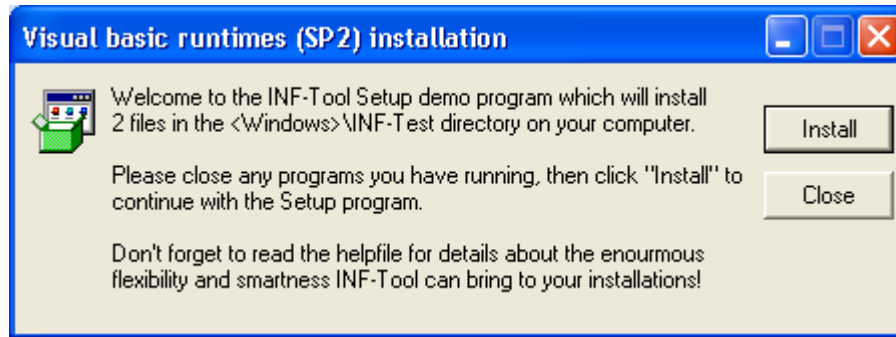 Visual basic runtimes (SP2) installation
Welcome to the INF-Tool Setup demo program which will install
2 files in the <Windows>\INF-Test directory on your computer.
Please close any programs you have running, then click "Install" to
continue with the Setup program.
Don't forget to read the helpfile for details about the enourmous
flexibility and smartness INF-Tool can bring to your installations!
Install
Close